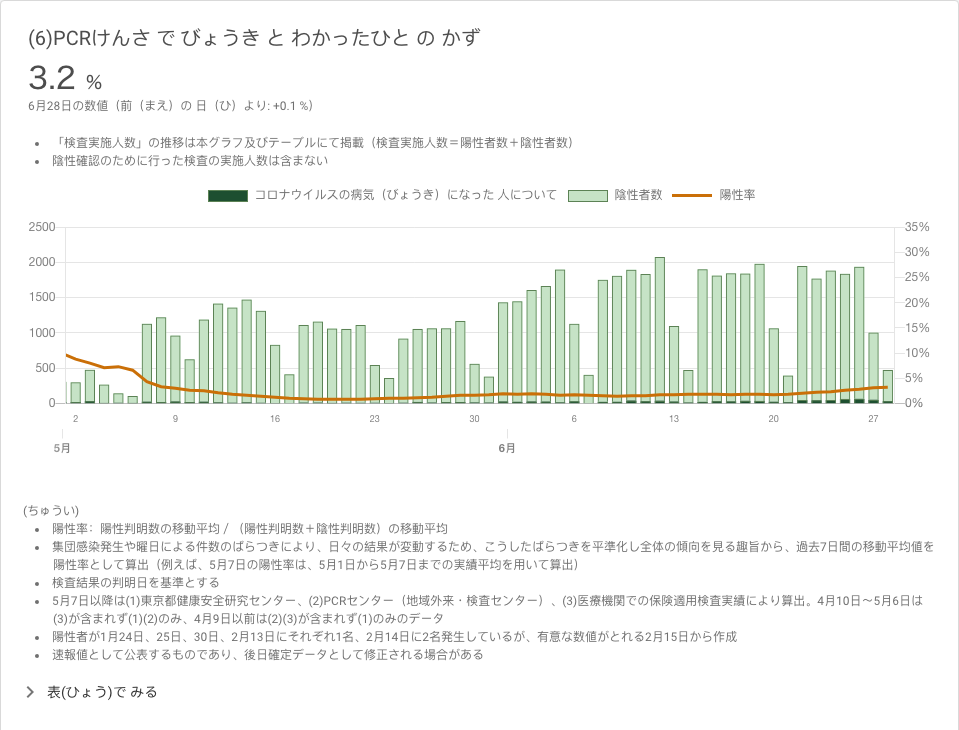 (6)PCRけんさ で びょうき と わかったひと の かず
3.2 %
6月28日の数値（前（まえ）の 日（ひ）より: +0.1 %）
「検査実施人数」の推移は本グラフ及びテーブルにて掲載（検査実施人数＝陽性者数＋陰性者数）
陰性確認のために行った検査の実施人数は含まない
コロナウイルスの病気（びょうき）になった 人について 陰性者数 陽性率
2500 35%
30%
2000
25%
1500 20%
1000 15%
10%
500
5%
0 0%
2 9 16 23 30 6 13 20 27
5月 6月
(ちゅうい)
陽性率：陽性判明数の移動平均 / （陽性判明数＋陰性判明数）の移動平均
集団感染発生や曜日による件数のばらつきにより、日々の結果が変動するため、こうしたばらつきを平準化し全体の傾向を見る趣旨から、過去7日間の移動平均値を
陽性率として算出（例えば、5月7日の陽性率は、5月1日から5月7日までの実績平均を用いて算出）
検査結果の判明日を基準とする
5月7日以降は(1)東京都健康安全研究センター、(2)PCRセンター（地域外来・検査センター）、(3)医療機関での保険適用検査実績により算出。4月10日～5月6日は
(3)が含まれず(1)(2)のみ、4月9日以前は(2)(3)が含まれず(1)のみのデータ
陽性者が1月24日、25日、30日、2月13日にそれぞれ1名、2月14日に2名発生しているが、有意な数値がとれる2月15日から作成
速報値として公表するものであり、後日確定データとして修正される場合がある
表(ひょう)で みる